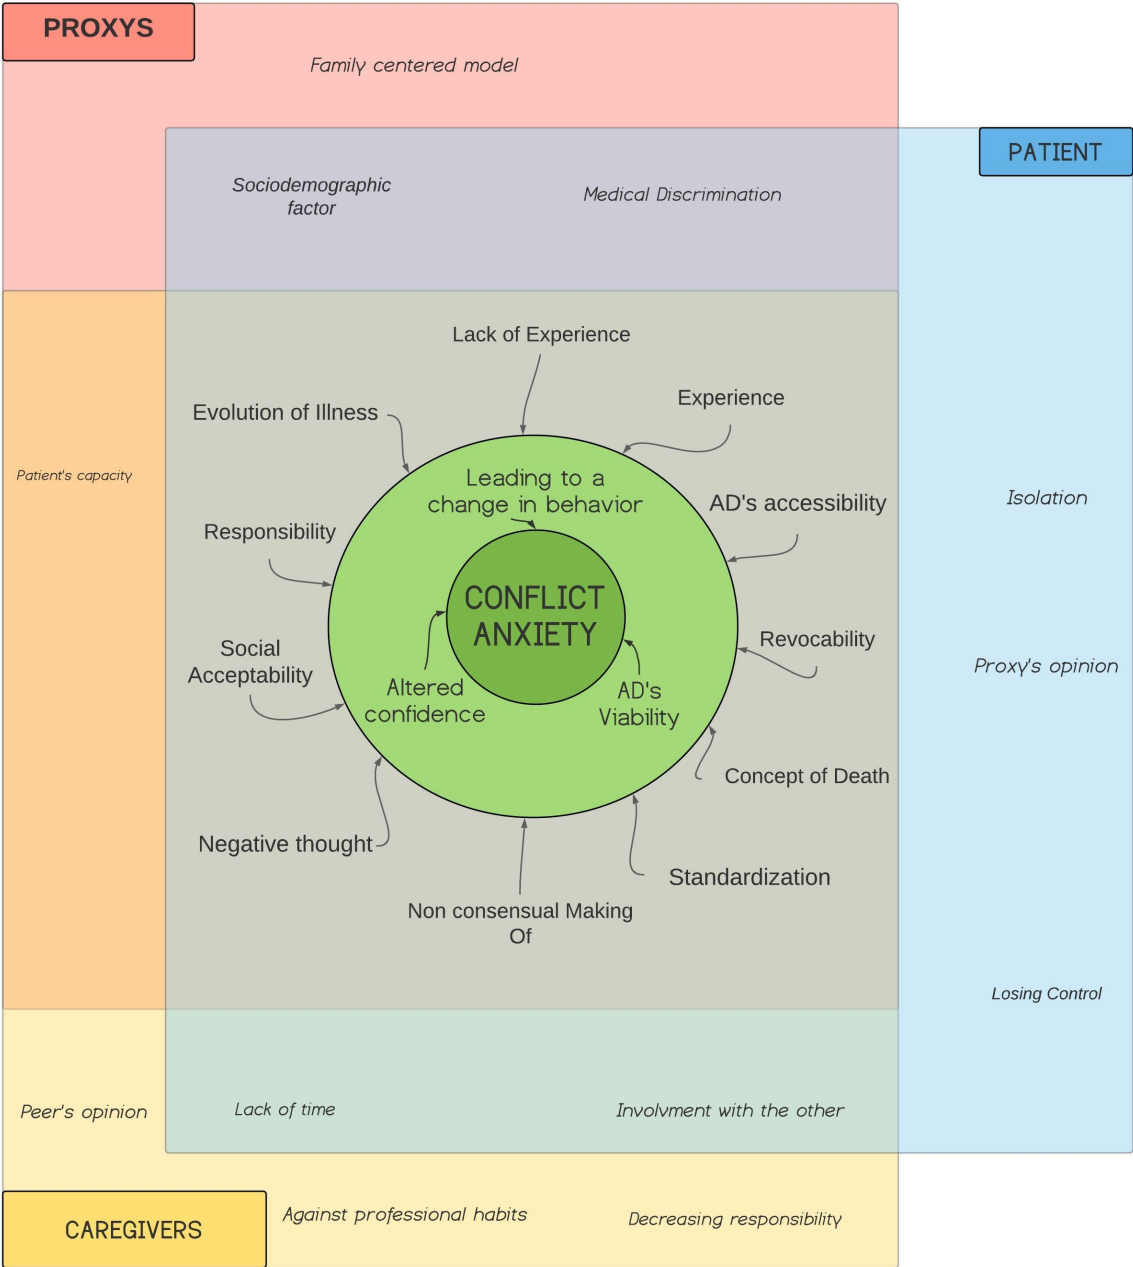 PROXYS
Family centered model
PATIENT
Sociodemographic
factor
Medical Discrimination
Lack of Experience
Experience
Evolution of Illness
Leading to a
change in behavior
Patient's capacity
AD's accessibility
Isolation
Responsibility
CONFLICT
ANXIETY
Social
Acceptability
Revocability
Proxy's opinion
Altered
confidence
AD's
Viability
Concept of Death
Negative thought
Standardization
Non consensual Making
Of
Losing Control
Peer's opinion
Lack of time
Involvment with the other
CAREGIVERS
Against professional habits
Decreasing responsibility